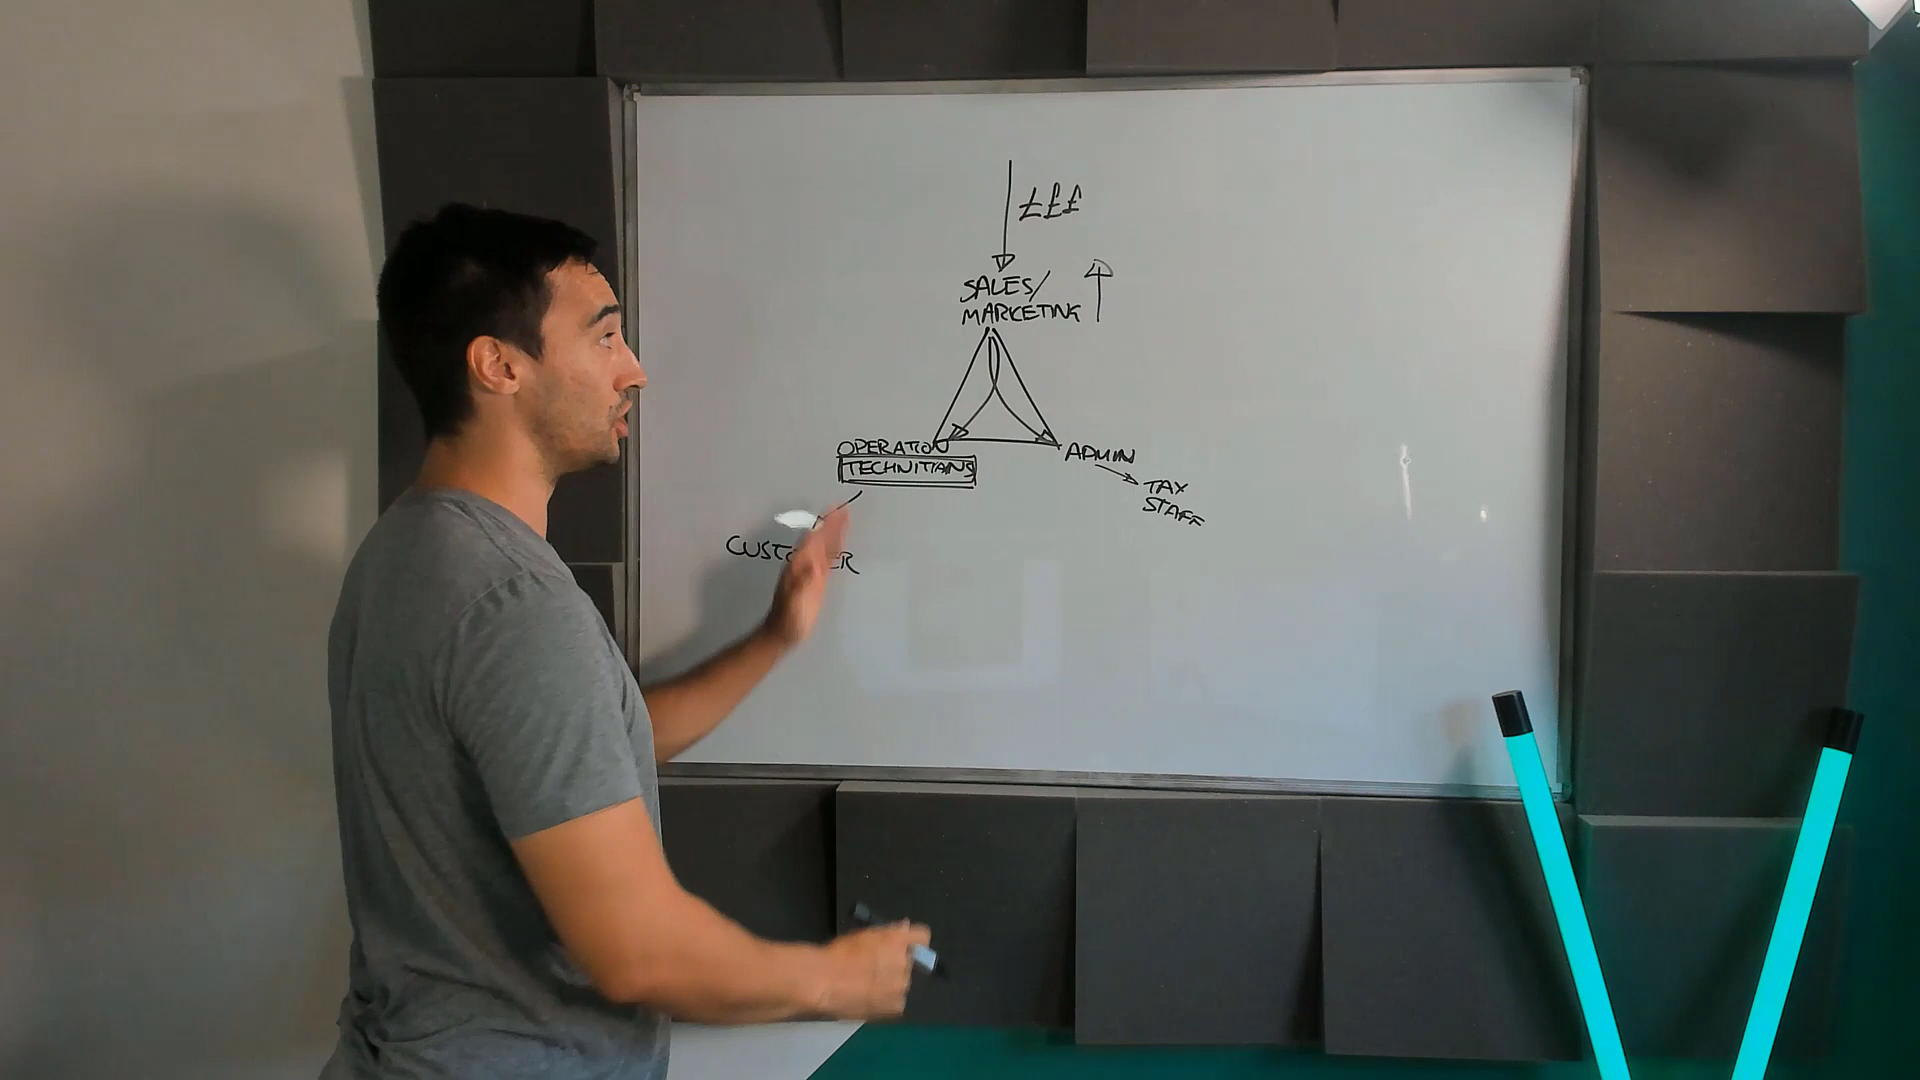 £££
SALES/
MARKETING
OPERATION
TECHNITIANS
ADMIN
TAX
STAFF